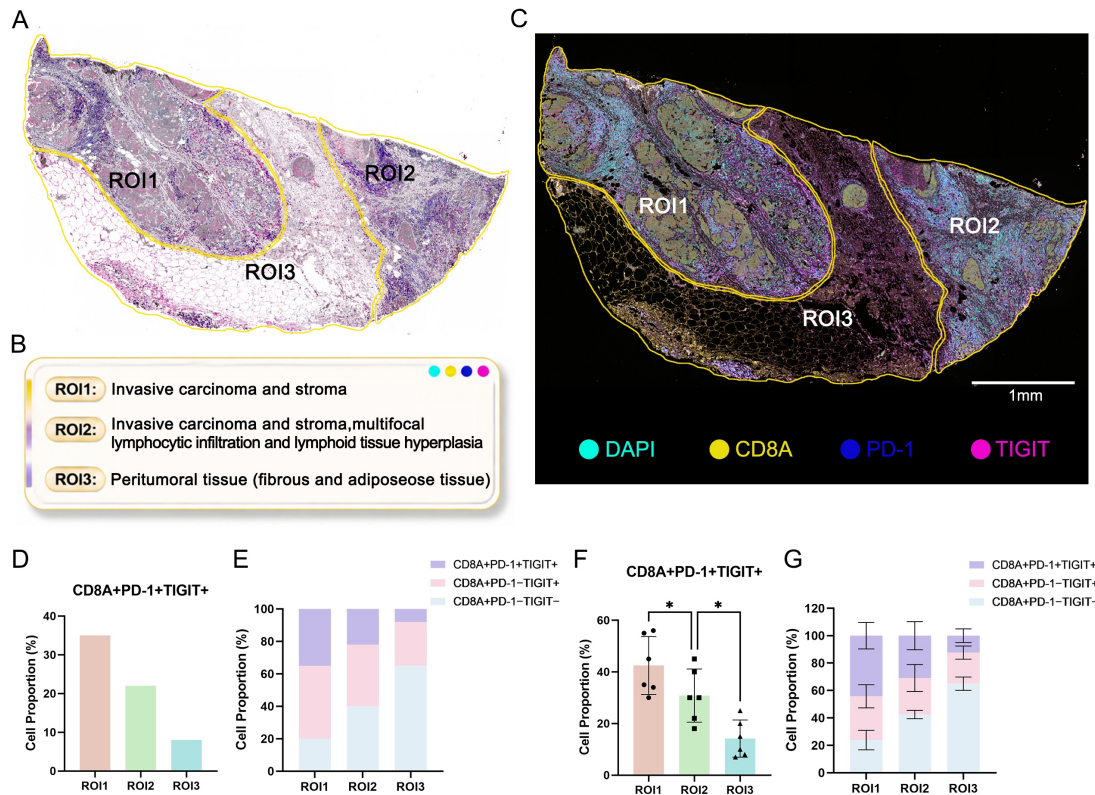 A
ROI1
ROI2
ROI3
B
ROI1: Invasive carcinoma and stroma
ROI2: Invasive carcinoma and stroma,multifocal
lymphocytic infiltration and lymphoid tissue hyperplasia
ROI3: Peritumoral tissue (fibrous and adiposeose tissue)
C
ROI1
ROI2
ROI3
1mm
DAPI
CD8A
PD-1
TIGIT
D
CD8A+PD-1+TIGIT+
Cell Proportion (%)
40
30
20
10
0
ROI1
ROI2
ROI3
E
CD8A+PD-1+TIGIT+
CD8A+PD-1−TIGIT+
CD8A+PD-1−TIGIT−
Cell Proportion (%)
100
80
60
40
20
0
ROI1
ROI2
ROI3
F
CD8A+PD-1+TIGIT+
Cell Proportion (%)
60
40
20
0
*
*
ROI1
ROI2
ROI3
G
CD8A+PD-1+TIGIT+
CD8A+PD-1−TIGIT+
CD8A+PD-1−TIGIT−
Cell Proportion (%)
120
100
80
60
40
20
0
ROI1
ROI2
ROI3